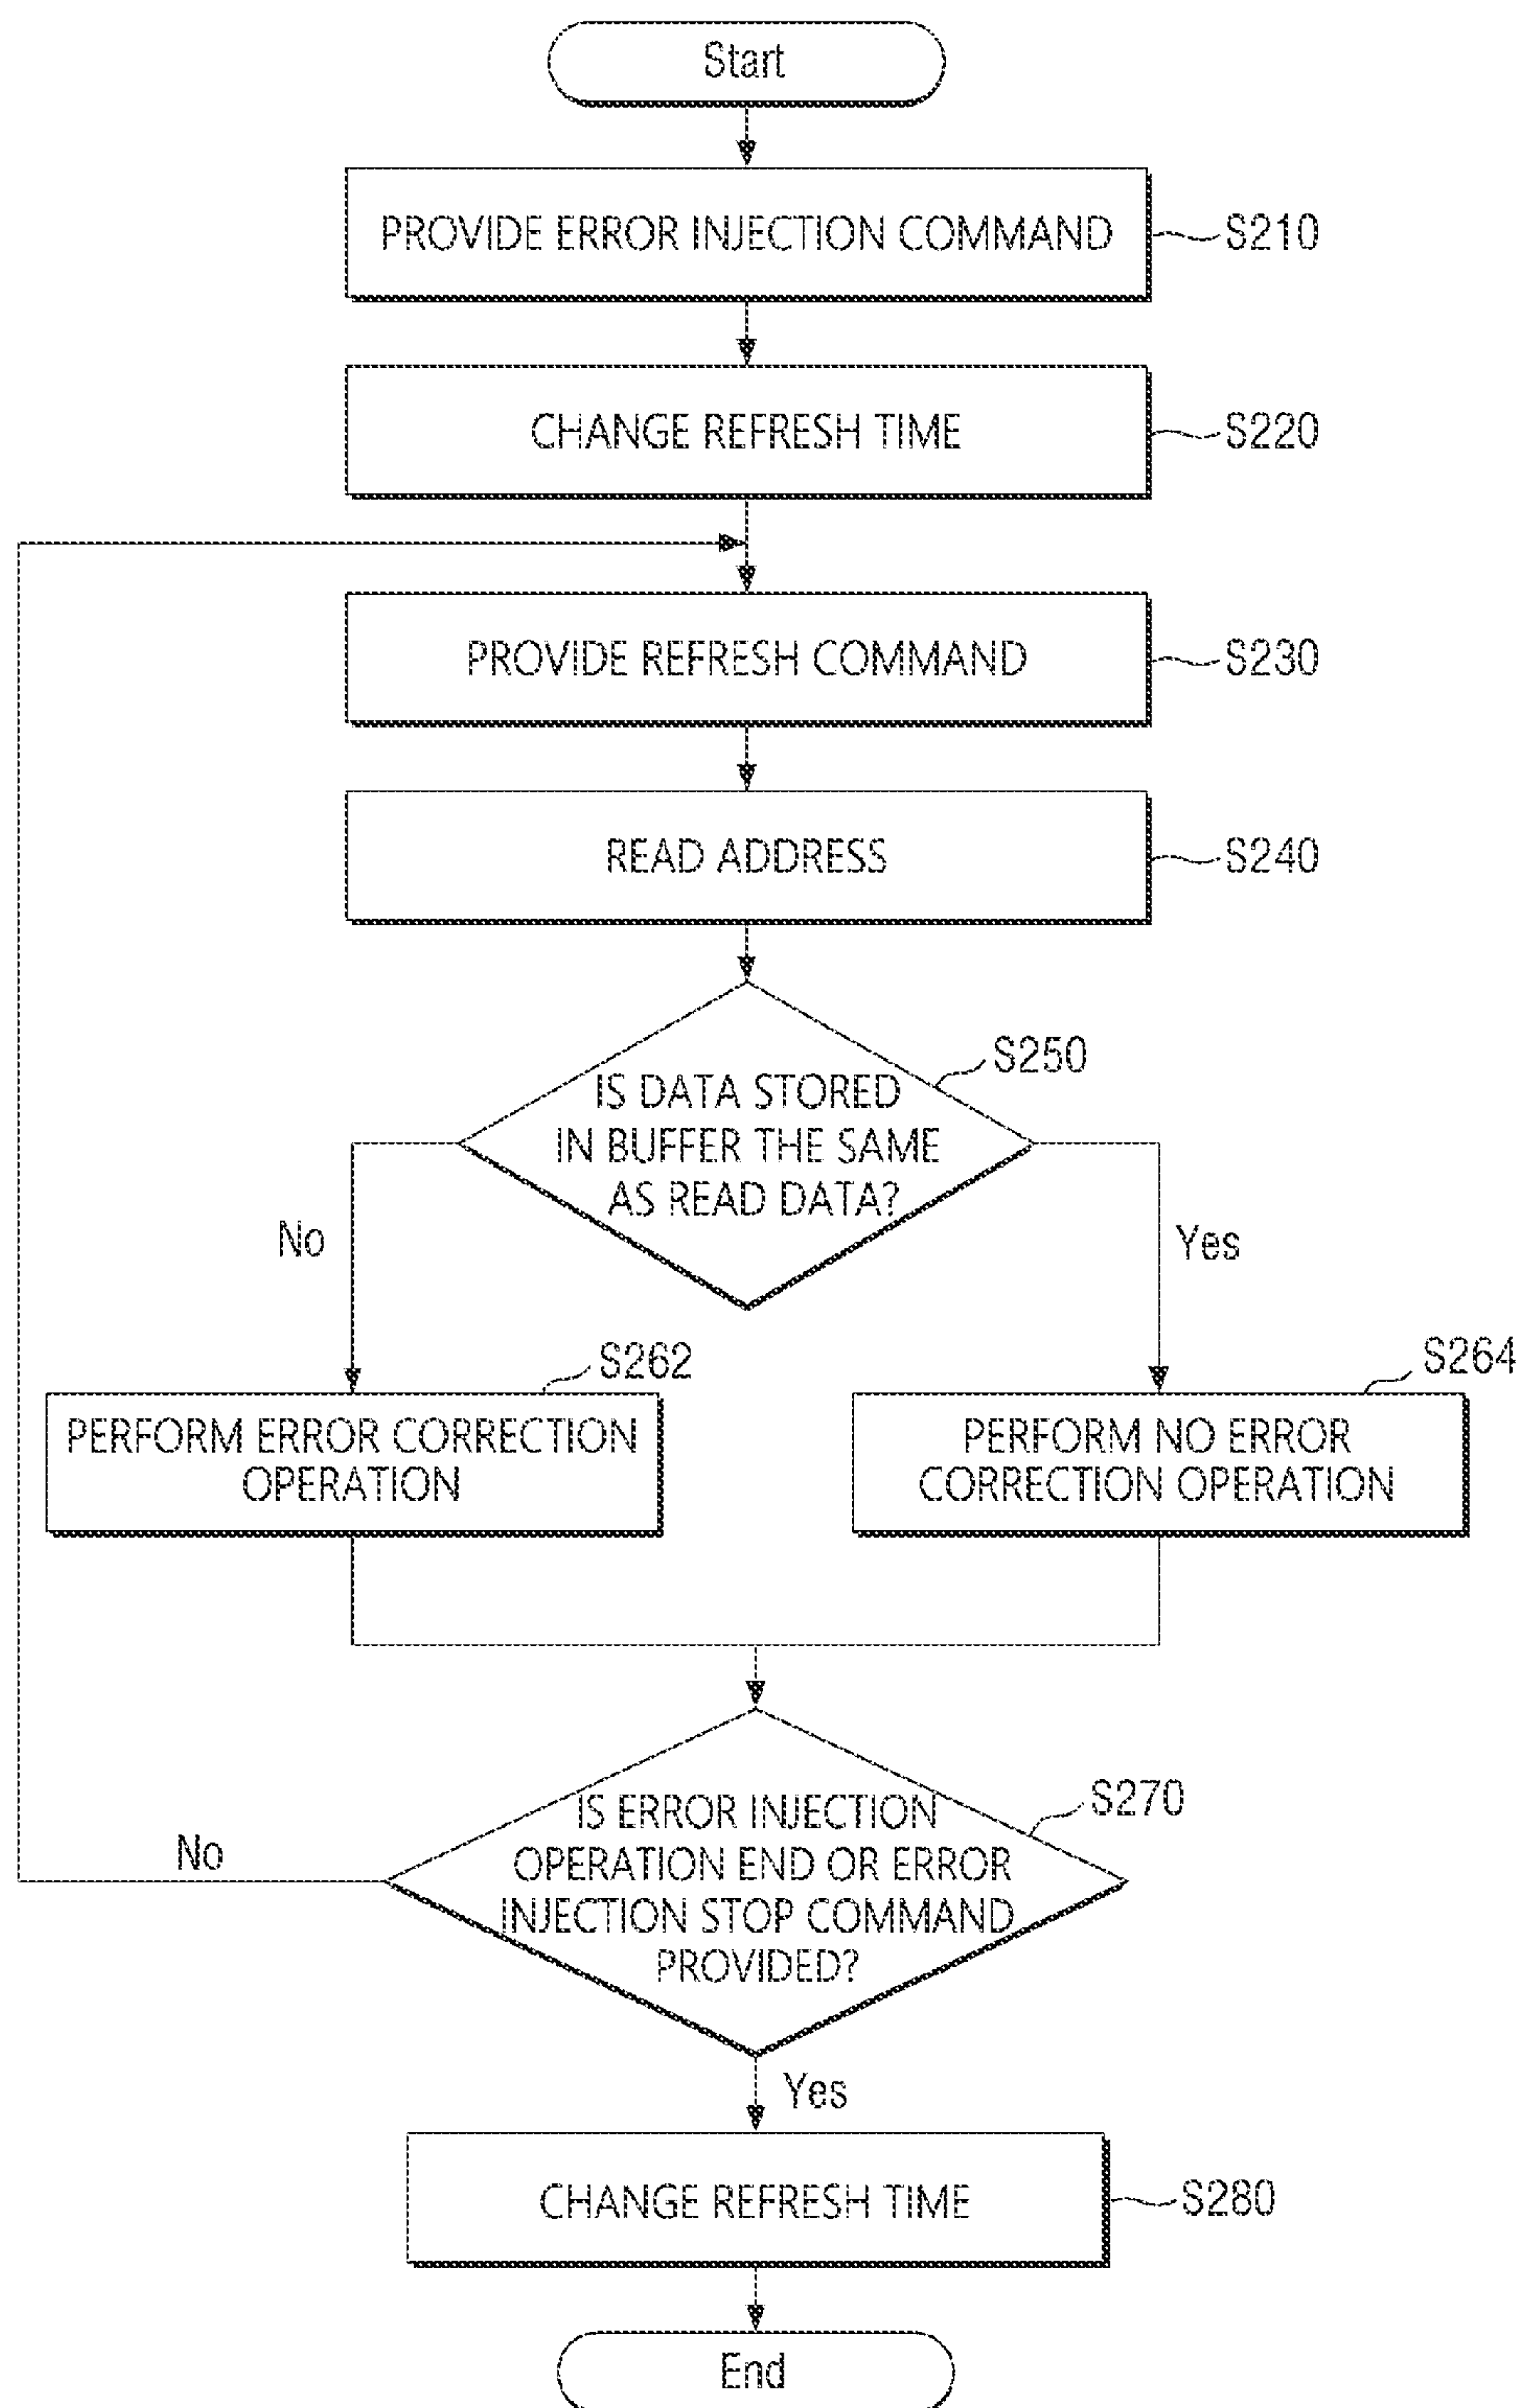 Start
PROVIDE ERROR INJECTION COMMAND
S210
CHANGE REFRESH TIME
S220
PROVIDE REFRESH COMMAND
S230
READ ADDRESS
S240
S250
IS DATA STORED
IN BUFFER THE SAME
AS READ DATA?
No
Yes
S262
S264
PERFORM ERROR CORRECTION
OPERATION
PERFORM NO ERROR
CORRECTION OPERATION
S270
IS ERROR INJECTION
OPERATION END OR ERROR
INJECTION STOP COMMAND
PROVIDED?
No
Yes
CHANGE REFRESH TIME
S280
End